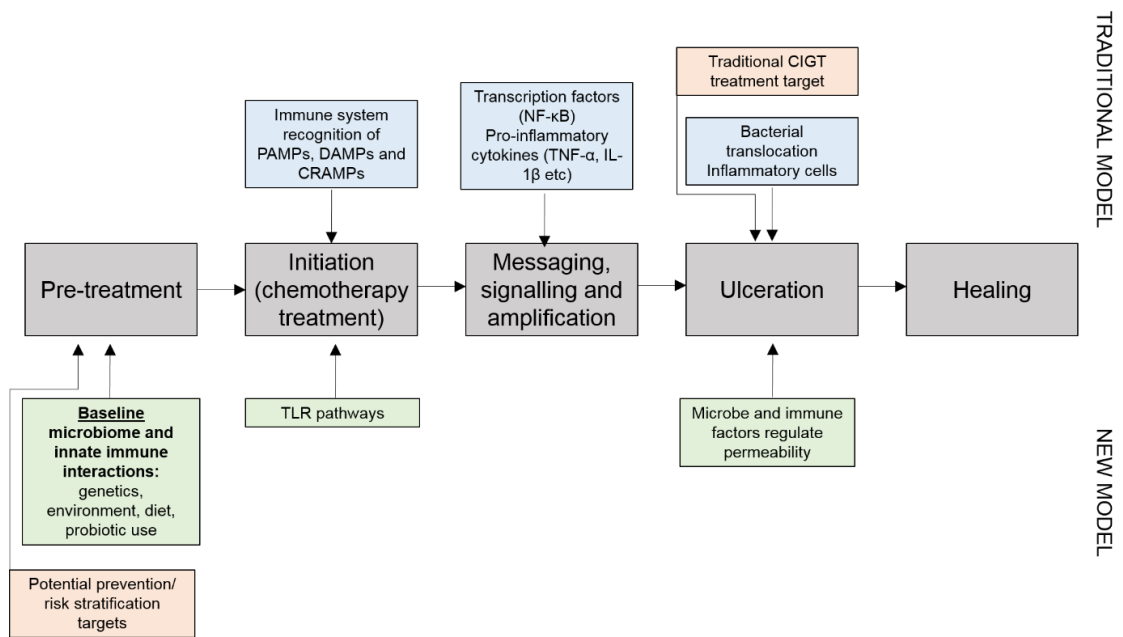 TRADITIONAL MODEL
Traditional CIGT
treatment target
Transcription factors
(NF-κB)
Pro-inflammatory
cytokines (TNF-α, IL-
1β etc)
Immune system
recognition of
PAMPs, DAMPs and
CRAMPs
Bacterial
translocation
Inflammatory cells
Pre-treatment
Initiation
(chemotherapy
treatment)
Messaging,
signalling and
amplification
Ulceration
Healing
Baseline
microbiome and
innate immune
interactions:
genetics,
environment, diet,
probiotic use
TLR pathways
Microbe and immune
factors regulate
permeability
NEW MODEL
Potential prevention/
risk stratification
targets